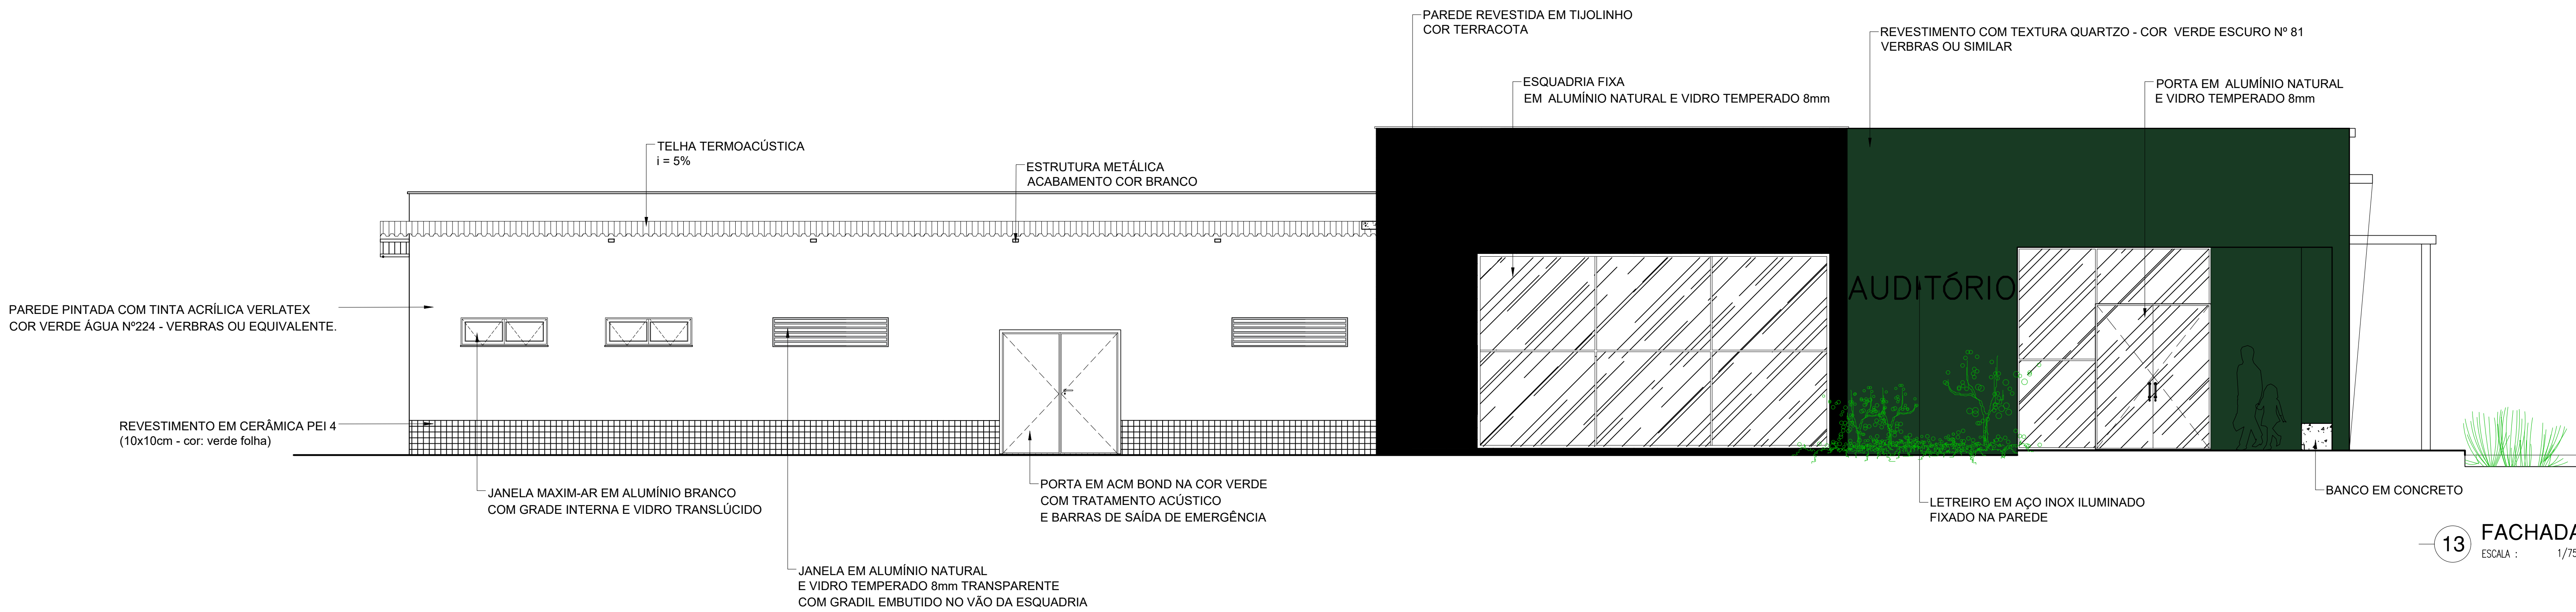 PAREDE REVESTIDA EM TIJOLINHO
COR TERRACOTA
REVESTIMENTO COM TEXTURA QUARTZO - COR VERDE ESCURO Nº 81
VERBRAS OU SIMILAR
ESQUADRIA FIXA
EM ALUMÍNIO NATURAL E VIDRO TEMPERADO 8mm
PORTA EM ALUMÍNIO NATURAL
E VIDRO TEMPERADO 8mm
TELHA TERMOACÚSTICA
i = 5%
ESTRUTURA METÁLICA
ACABAMENTO COR BRANCO
PAREDE PINTADA COM TINTA ACRÍLICA VERLATEX
COR VERDE ÁGUA Nº224 - VERBRAS OU EQUIVALENTE.
AUDITÓRIO
REVESTIMENTO EM CERÂMICA PEI 4
(10x10cm - cor: verde folha)
JANELA MAXIM-AR EM ALUMÍNIO BRANCO
COM GRADE INTERNA E VIDRO TRANSLÚCIDO
PORTA EM ACM BOND NA COR VERDE
COM TRATAMENTO ACÚSTICO
E BARRAS DE SAÍDA DE EMERGÊNCIA
LETREIRO EM AÇO INOX ILUMINADO
FIXADO NA PAREDE
BANCO EM CONCRETO
JANELA EM ALUMÍNIO NATURAL
E VIDRO TEMPERADO 8mm TRANSPARENTE
COM GRADIL EMBUTIDO NO VÃO DA ESQUADRIA
13 FACHADA
ESCALA : 1/75